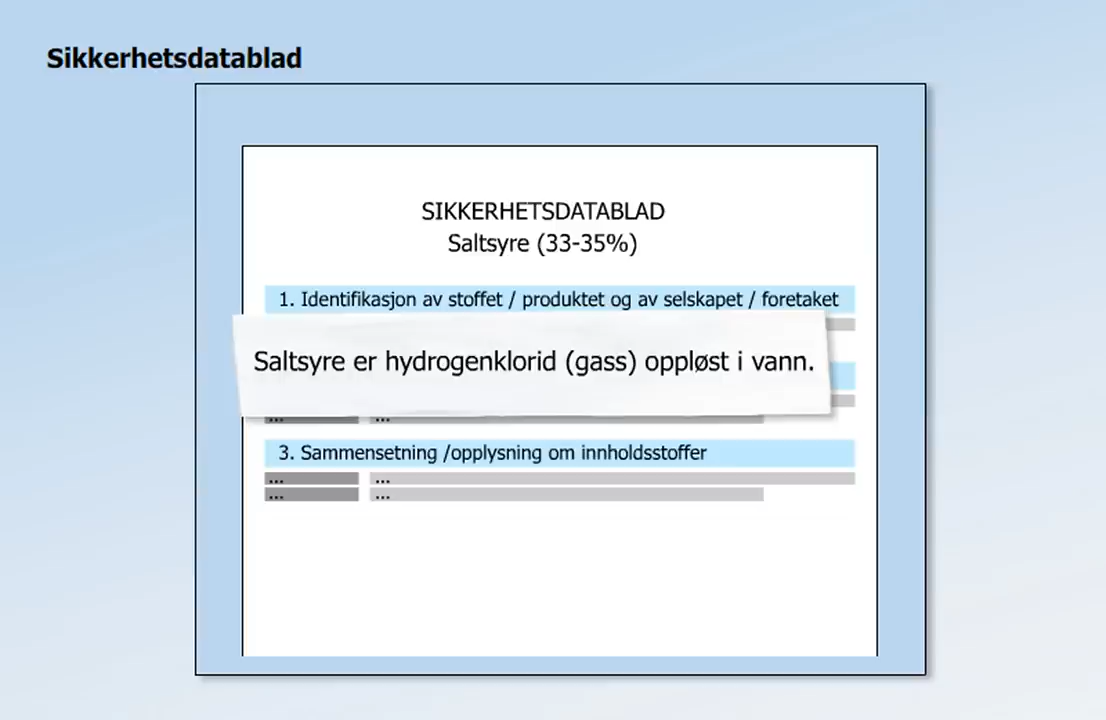 Sikkerhetsdatablad
SIKKERHETSDATABLAD
Saltsyre (33-35%)
1. Identifikasjon av stoffet / produktet og av selskapet / foretaket
Saltsyre er hydrogenklorid (gass) oppløst i vann.
... ...
3. Sammensetning /opplysning om innholdsstoffer
... ...
... ...